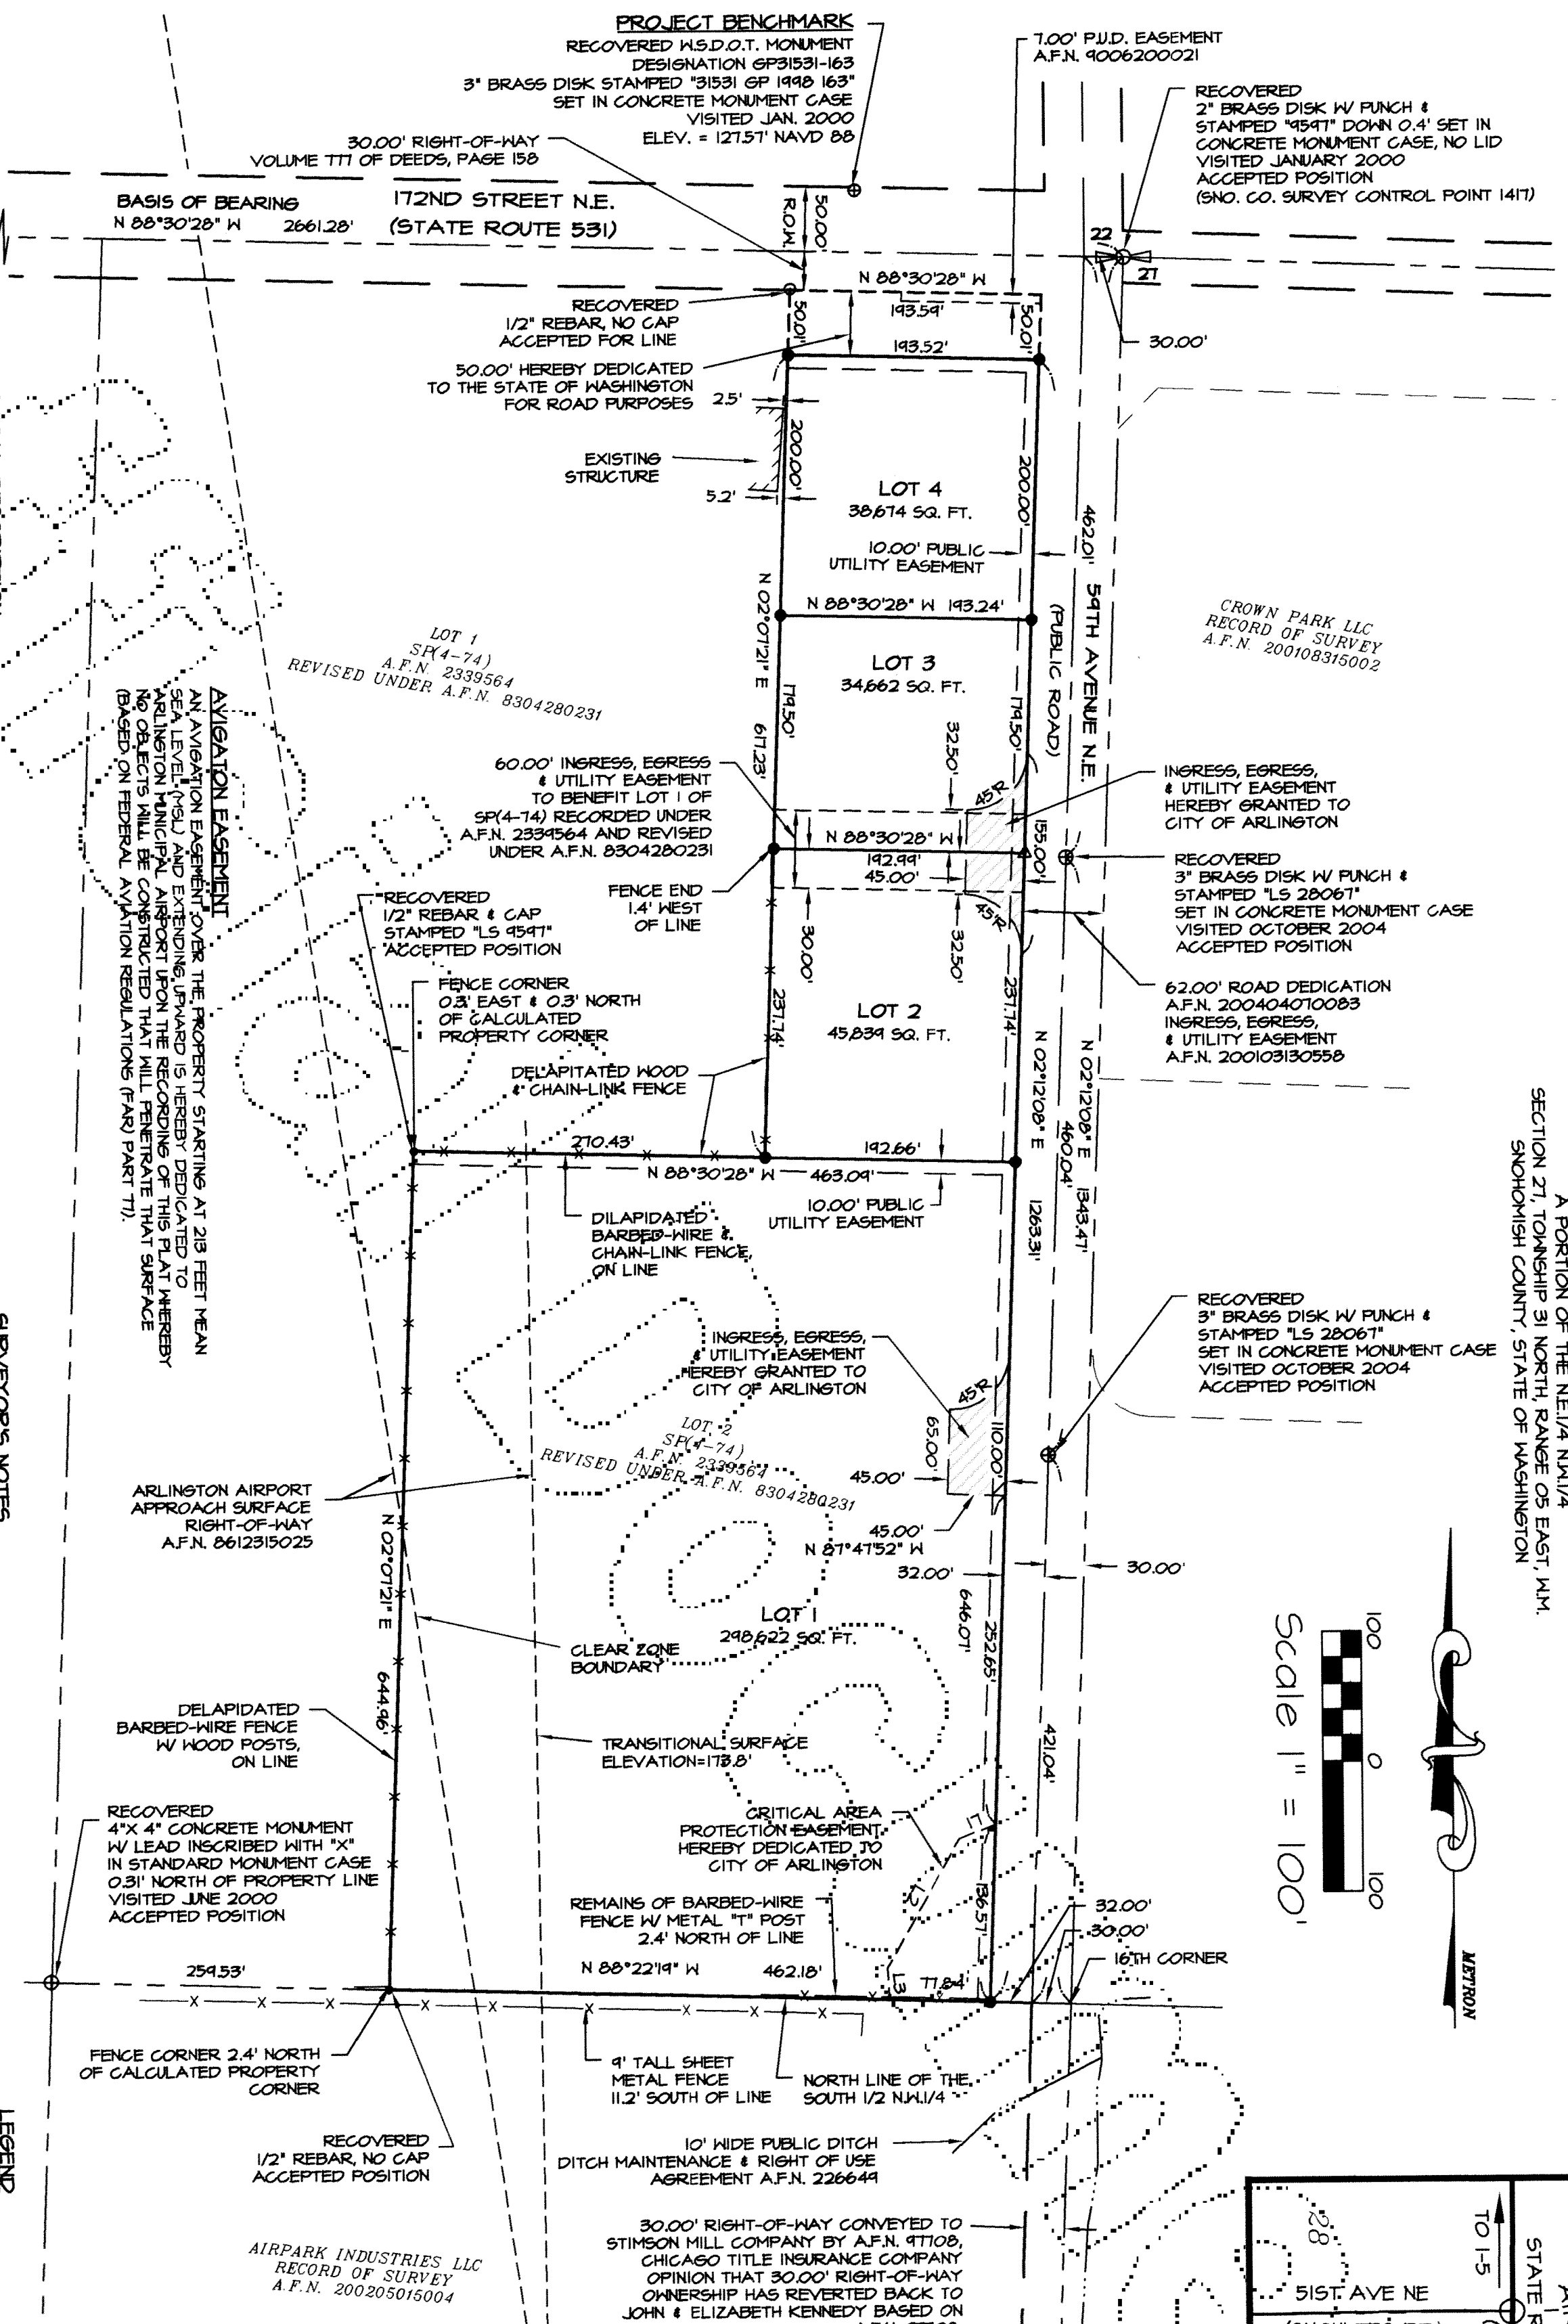 PROJECT BENCHMARK
RECOVERED W.S.D.O.T. MONUMENT
DESIGNATION GP31531-163
3" BRASS DISK STAMPED "31531 GP 1998 163"
SET IN CONCRETE MONUMENT CASE
VISITED JAN. 2000
ELEV. = 127.57' NAVD 88
7.00' P.U.D. EASEMENT
A.F.N. 9006200021
RECOVERED
2" BRASS DISK W/ PUNCH &
STAMPED "9597" DOWN 0.4' SET IN
CONCRETE MONUMENT CASE, NO LID
VISITED JANUARY 2000
ACCEPTED POSITION
(SNO. CO. SURVEY CONTROL POINT 1417)
30.00' RIGHT-OF-WAY
VOLUME 777 OF DEEDS, PAGE 158
BASIS OF BEARING
N 88°30'28" W 2661.28'
172ND STREET N.E.
(STATE ROUTE 531)
50.00'
R.O.W.
22
27
30.00'
N 88°30'28" W
193.59'
50.01'
50.01'
193.52'
RECOVERED
1/2" REBAR, NO CAP
ACCEPTED FOR LINE
50.00' HEREBY DEDICATED
TO THE STATE OF WASHINGTON
FOR ROAD PURPOSES
2.5'
EXISTING
STRUCTURE
5.2'
200.00'
200.00'
LOT 4
38,674 SQ. FT.
10.00' PUBLIC
UTILITY EASEMENT
462.01'
59TH AVENUE N.E.
(PUBLIC ROAD)
CROWN PARK LLC
RECORD OF SURVEY
A.F.N. 200108315002
N 88°30'28" W 193.24'
N 02°07'21" E
617.23'
LOT 1
SP(4-74)
A.F.N. 2339564
REVISED UNDER A.F.N. 8304280231
LOT 3
34,662 SQ. FT.
179.50'
179.50'
32.50'
60.00' INGRESS, EGRESS
& UTILITY EASEMENT
TO BENEFIT LOT 1 OF
SP(4-74) RECORDED UNDER
A.F.N. 2339564 AND REVISED
UNDER A.F.N. 8304280231
45'R
N 88°30'28" W
192.99'
45.00'
155.00'
INGRESS, EGRESS,
& UTILITY EASEMENT
HEREBY GRANTED TO
CITY OF ARLINGTON
RECOVERED
3" BRASS DISK W/ PUNCH &
STAMPED "LS 28067"
SET IN CONCRETE MONUMENT CASE
VISITED OCTOBER 2004
ACCEPTED POSITION
FENCE END
1.4' WEST
OF LINE
30.00'
45'R
32.50'
62.00' ROAD DEDICATION
A.F.N. 200404070083
INGRESS, EGRESS,
& UTILITY EASEMENT
A.F.N. 200103130558
RECOVERED
1/2" REBAR & CAP
STAMPED "LS 9597"
ACCEPTED POSITION
FENCE CORNER
0.3' EAST & 0.3' NORTH
OF CALCULATED
PROPERTY CORNER
LOT 2
45,839 SQ. FT.
237.74'
237.74'
DELAPITATED WOOD
& CHAIN-LINK FENCE
N 02°12'08" E
1263.31'
N 02°12'08" E 1343.47'
460.04'
AVIGATION EASEMENT
AN AVIGATION EASEMENT OVER THE PROPERTY STARTING AT 213 FEET MEAN
SEA LEVEL (MSL) AND EXTENDING UPWARD IS HEREBY DEDICATED TO
ARLINGTON MUNICIPAL AIRPORT UPON THE RECORDING OF THIS PLAT WHEREBY
NO OBJECTS WILL BE CONSTRUCTED THAT WILL PENETRATE THAT SURFACE
(BASED ON FEDERAL AVIATION REGULATIONS (FAR) PART 77).
A PORTION OF THE N.E.1/4 N.W.1/4
SECTION 27, TOWNSHIP 31 NORTH, RANGE 05 EAST, W.M.
SNOHOMISH COUNTY, STATE OF WASHINGTON
270.43'
192.66'
N 88°30'28" W 463.09'
10.00' PUBLIC
UTILITY EASEMENT
DILAPIDATED
BARBED-WIRE &
CHAIN-LINK FENCE,
ON LINE
INGRESS, EGRESS,
& UTILITY EASEMENT
HEREBY GRANTED TO
CITY OF ARLINGTON
RECOVERED
3" BRASS DISK W/ PUNCH &
STAMPED "LS 28067"
SET IN CONCRETE MONUMENT CASE
VISITED OCTOBER 2004
ACCEPTED POSITION
45'R
65.00'
110.00'
45.00'
45.00'
N 87°47'52" W
32.00'
30.00'
LOT 2
SP(4-74)
A.F.N. 2339564
REVISED UNDER A.F.N. 8304280231
ARLINGTON AIRPORT
APPROACH SURFACE
RIGHT-OF-WAY
A.F.N. 8612315025
N 02°07'21" E
644.96'
LOT 1
298,622 SQ. FT.
646.07'
252.65'
CLEAR ZONE
BOUNDARY
Scale 1" = 100'
100
0
100
METRON
SURVEYOR'S NOTES
DELAPIDATED
BARBED-WIRE FENCE
W/ WOOD POSTS,
ON LINE
TRANSITIONAL SURFACE
ELEVATION=173.8'
421.04'
RECOVERED
4"X 4" CONCRETE MONUMENT
W/ LEAD INSCRIBED WITH "X"
IN STANDARD MONUMENT CASE
0.31' NORTH OF PROPERTY LINE
VISITED JUNE 2000
ACCEPTED POSITION
CRITICAL AREA
PROTECTION EASEMENT
HEREBY DEDICATED TO
CITY OF ARLINGTON
L1
L2
L3
136.57'
REMAINS OF BARBED-WIRE
FENCE W/ METAL "T" POST
2.4' NORTH OF LINE
32.00'
30.00'
16TH CORNER
259.53'
N 88°22'19" W 462.18'
77.84'
FENCE CORNER 2.4' NORTH
OF CALCULATED PROPERTY
CORNER
9' TALL SHEET
METAL FENCE
11.2' SOUTH OF LINE
NORTH LINE OF THE
SOUTH 1/2 N.W.1/4
RECOVERED
1/2" REBAR, NO CAP
ACCEPTED POSITION
10' WIDE PUBLIC DITCH
DITCH MAINTENANCE & RIGHT OF USE
AGREEMENT A.F.N. 226649
LEGEND
30.00' RIGHT-OF-WAY CONVEYED TO
STIMSON MILL COMPANY BY A.F.N. 97708,
CHICAGO TITLE INSURANCE COMPANY
OPINION THAT 30.00' RIGHT-OF-WAY
OWNERSHIP HAS REVERTED BACK TO
JOHN & ELIZABETH KENNEDY BASED ON
AIRPARK INDUSTRIES LLC
RECORD OF SURVEY
A.F.N. 200205015004
28
TO I-5
51ST AVE NE